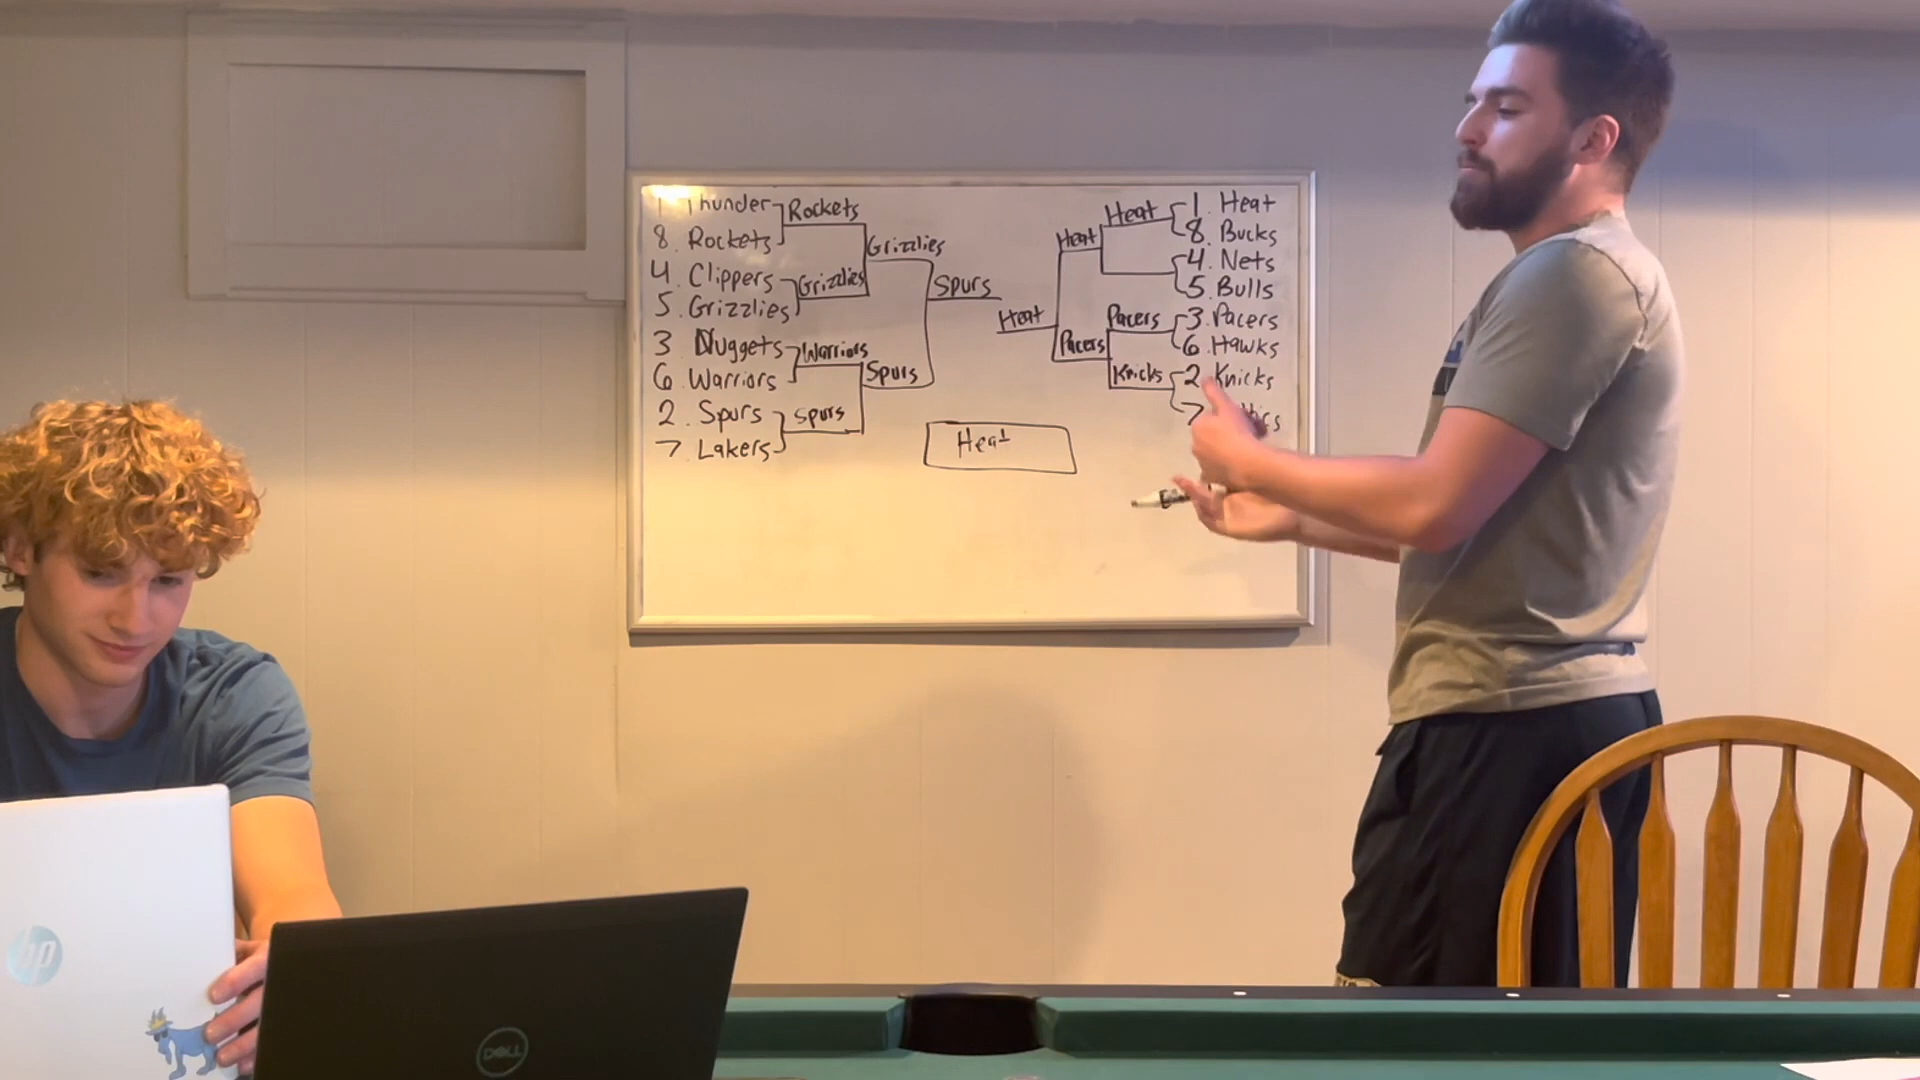 1 Thunder
8. Rockets
4 Clippers
5. Grizzlies
3 Nuggets
6. Warriors
2. Spurs
7. Lakers
Rockets
Grizzlies
Warriors
Spurs
Grizzlies
Spurs
Spurs
Heat
Heat
Pacers
Heat
Pacers
Knicks
1. Heat
8. Bucks
4. Nets
5. Bulls
3. Pacers
6. Hawks
2. Knicks
7
Heat
hp
DELL